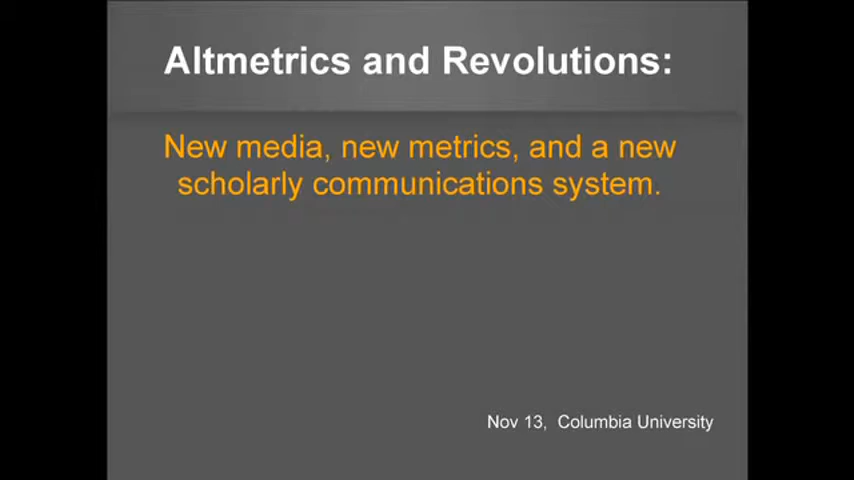 Altmetrics and Revolutions:
New media, new metrics, and a new
scholarly communications system.
Nov 13, Columbia University